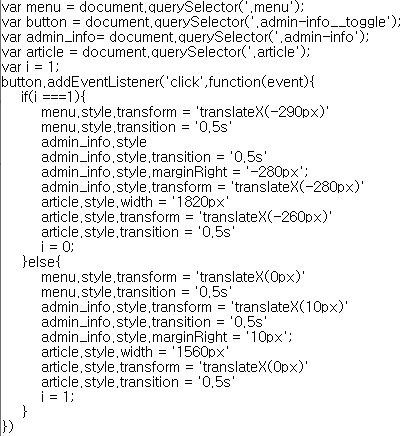 var menu = document.querySelector('.menu');
var button = document.querySelector('.admin-info__toggle');
var admin_info= document.querySelector('.admin-info');
var article = document.querySelector('.article');
var i = 1;
button.addEventListener('click',function(event){
if(i ===1){
menu.style.transform = 'translateX(-290px)'
menu.style.transition = '0.5s'
admin_info.style
admin_info.style.transition = '0.5s'
admin_info.style.marginRight = '-280px';
admin_info.style.transform = 'translateX(-280px)'
article.style.width = '1820px'
article.style.transform = 'translateX(-260px)'
article.style.transition = '0.5s'
i = 0;
}else{
menu.style.transform = 'translateX(0px)'
menu.style.transition = '0.5s'
admin_info.style.transform = 'translateX(10px)'
admin_info.style.transition = '0.5s'
admin_info.style.marginRight = '10px';
article.style.width = '1560px'
article.style.transform = 'translateX(0px)'
article.style.transition = '0.5s'
i = 1;
}
})